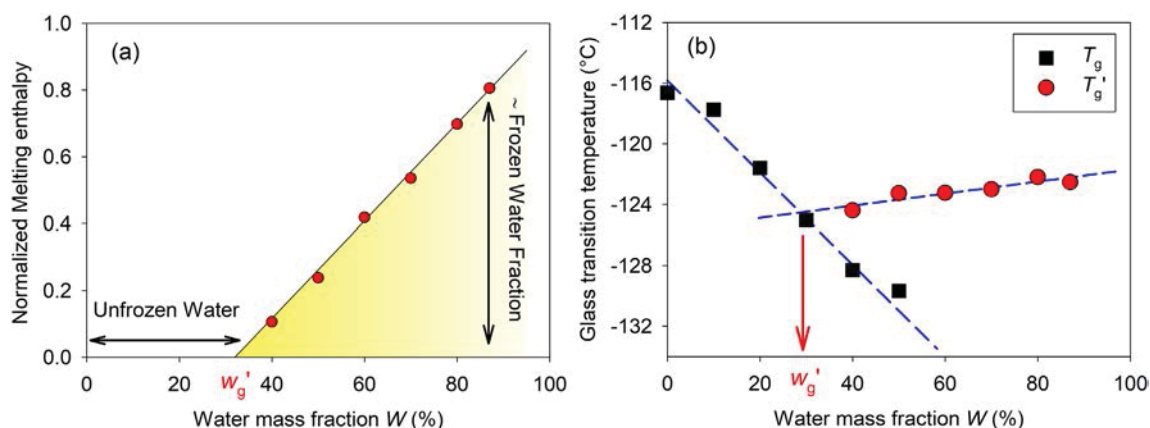 (a)
Normalized Melting enthalpy
1.0
0.8
0.6
0.4
0.2
0.0
Unfrozen Water
~ Frozen Water Fraction
0
20
wg'
40
60
80
100
Water mass fraction W (%)
(b)
Glass transition temperature (°C)
-112
-116
-120
-124
-128
-132
Tg
Tg'
0
20
wg'
40
60
80
100
Water mass fraction W (%)